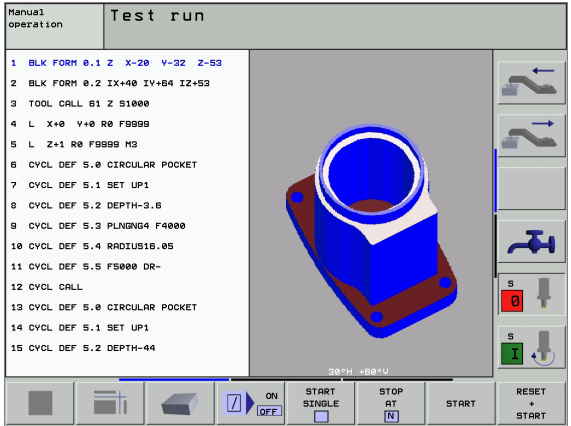 Manual
operation
Test run
1 BLK FORM 0.1 Z X-20 Y-32 Z-53
2 BLK FORM 0.2 IX+40 IY+64 IZ+53
3 TOOL CALL 61 Z S1000
4 L X+0 Y+0 R0 F9999
5 L Z+1 R0 F9999 M3
6 CYCL DEF 5.0 CIRCULAR POCKET
7 CYCL DEF 5.1 SET UP1
8 CYCL DEF 5.2 DEPTH-3.6
9 CYCL DEF 5.3 PLNGNG4 F4000
10 CYCL DEF 5.4 RADIUS16.05
11 CYCL DEF 5.5 F5000 DR-
12 CYCL CALL
13 CYCL DEF 5.0 CIRCULAR POCKET
14 CYCL DEF 5.1 SET UP1
15 CYCL DEF 5.2 DEPTH-44
30°H +60°V
S
0
S
I
/ ON
OFF
START
SINGLE
STOP
AT
N
START
RESET
+
START